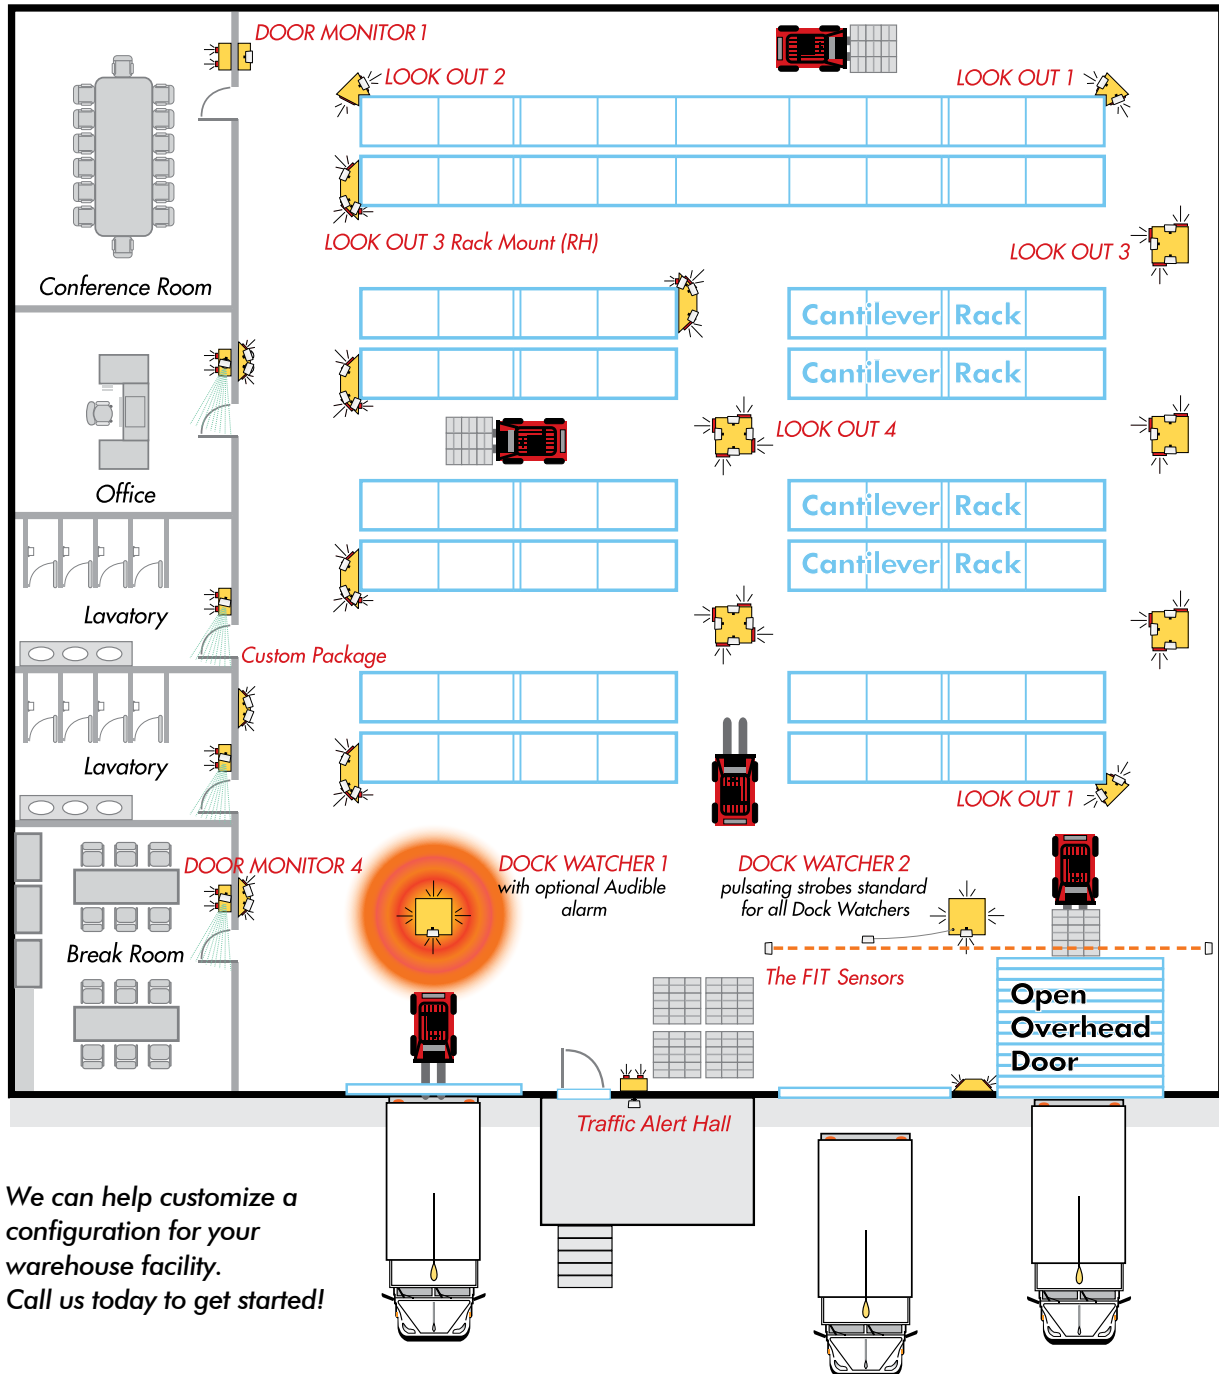 DOOR MONITOR 1
LOOK OUT 2
LOOK OUT 1
LOOK OUT 3 Rack Mount (RH)
LOOK OUT 3
Conference Room
Cantilever Rack
Cantilever Rack
LOOK OUT 4
Office
Cantilever Rack
Cantilever Rack
Lavatory
Custom Package
Lavatory
LOOK OUT 1
DOOR MONITOR 4
DOCK WATCHER 1
with optional Audible
alarm
DOCK WATCHER 2
pulsating strobes standard
for all Dock Watchers
Break Room
The FIT Sensors
Open
Overhead
Door
Traffic Alert Hall
We can help customize a
configuration for your
warehouse facility.
Call us today to get started!